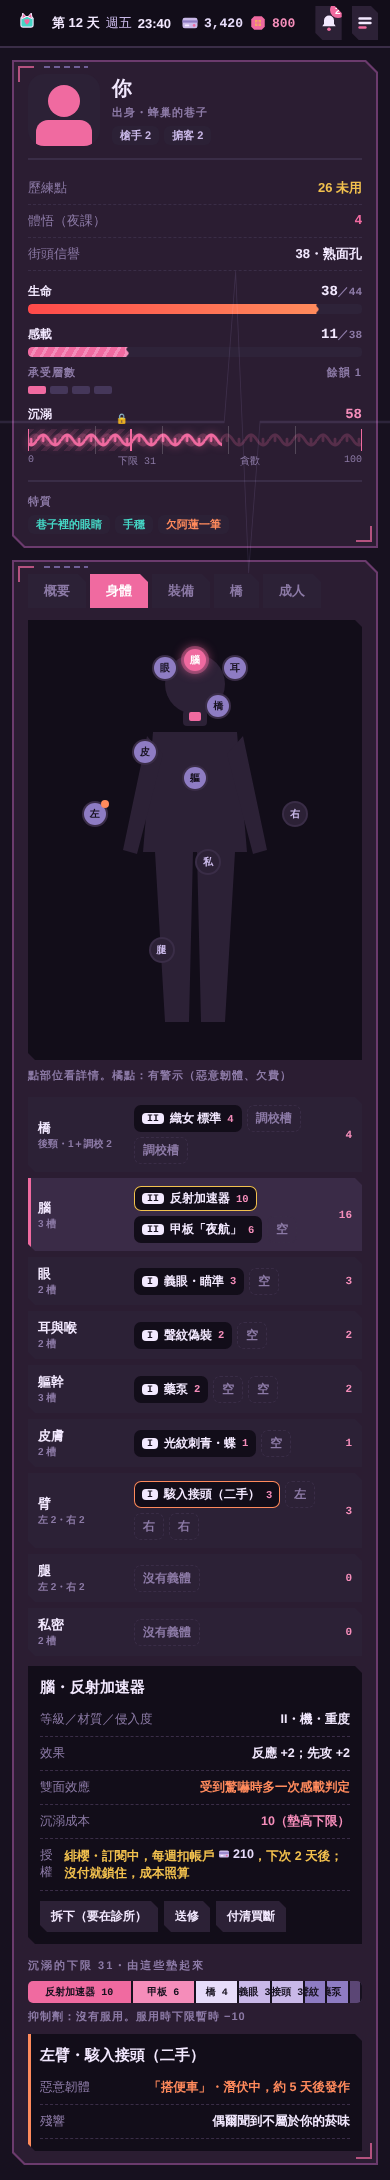 第 12 天 週五 23:40 3,420 800
你
出身・蜂巢的巷子
槍手 2 掮客 2
歷練點 26 未用
體悟（夜課） 4
街頭信譽 38・熟面孔
生命 38／44
感載 11／38
承受層數 餘韻 1
沉溺 58
0 下限 31 貪歡 100
特質
巷子裡的眼睛 手穩 欠阿蓮一筆
概要 身體 裝備 橋 成人
眼 腦 耳
橋
皮
軀
左 右
私
腿
點部位看詳情。橘點：有警示（惡意韌體、欠費）
橋 II 織女 標準 4 調校槽 4
後頸・1＋調校 2 調校槽
腦 II 反射加速器 10 16
3 槽 II 甲板「夜航」 6 空
眼 I 義眼・瞄準 3 空 3
2 槽
耳與喉 I 聲紋偽裝 2 空 2
2 槽
軀幹 I 藥泵 2 空 空 2
3 槽
皮膚 I 光紋刺青・蝶 1 空 1
2 槽
臂 I 駭入接頭（二手） 3 左 3
左 2・右 2 右 右
腿 沒有義體 0
左 2・右 2
私密 沒有義體 0
2 槽
腦・反射加速器
等級／材質／侵入度 II・機・重度
效果 反應 +2；先攻 +2
雙面效應 受到驚嚇時多一次感載判定
沉溺成本 10（墊高下限）
授權 緋櫻・訂閱中，每週扣帳戶 210，下次 2 天後；
沒付就鎖住，成本照算
拆下（要在診所） 送修 付清買斷
沉溺的下限 31・由這些墊起來
反射加速器 10 甲板 6 橋 4 義眼 3 接頭 3
抑制劑：沒有服用。服用時下限暫時 −10
左臂・駭入接頭（二手）
惡意韌體 「搭便車」・潛伏中，約 5 天後發作
殘響 偶爾聞到不屬於你的菸味